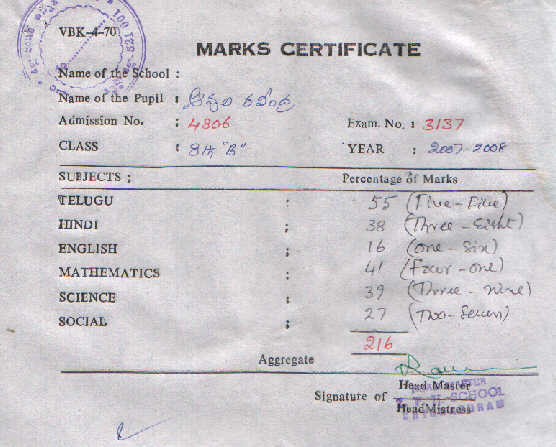 VBK-4-70
MARKS CERTIFICATE
Name of the School :
Name of the Pupil :
Admission No. : 4806 Exam. No. : 3137
CLASS : 8th "B" YEAR : 2007-2008
SUBJECTS : Percentage of Marks
TELUGU : 55 (Five-Five)
HINDI : 38 (Three-Eight)
ENGLISH : 16 (one-Six)
MATHEMATICS : 41 (Four-one)
SCIENCE : 39 (Three-nine)
SOCIAL : 27 (Two-Seven)
216
Aggregate
Head Master
Signature of
Head Mistress
SCHOOL